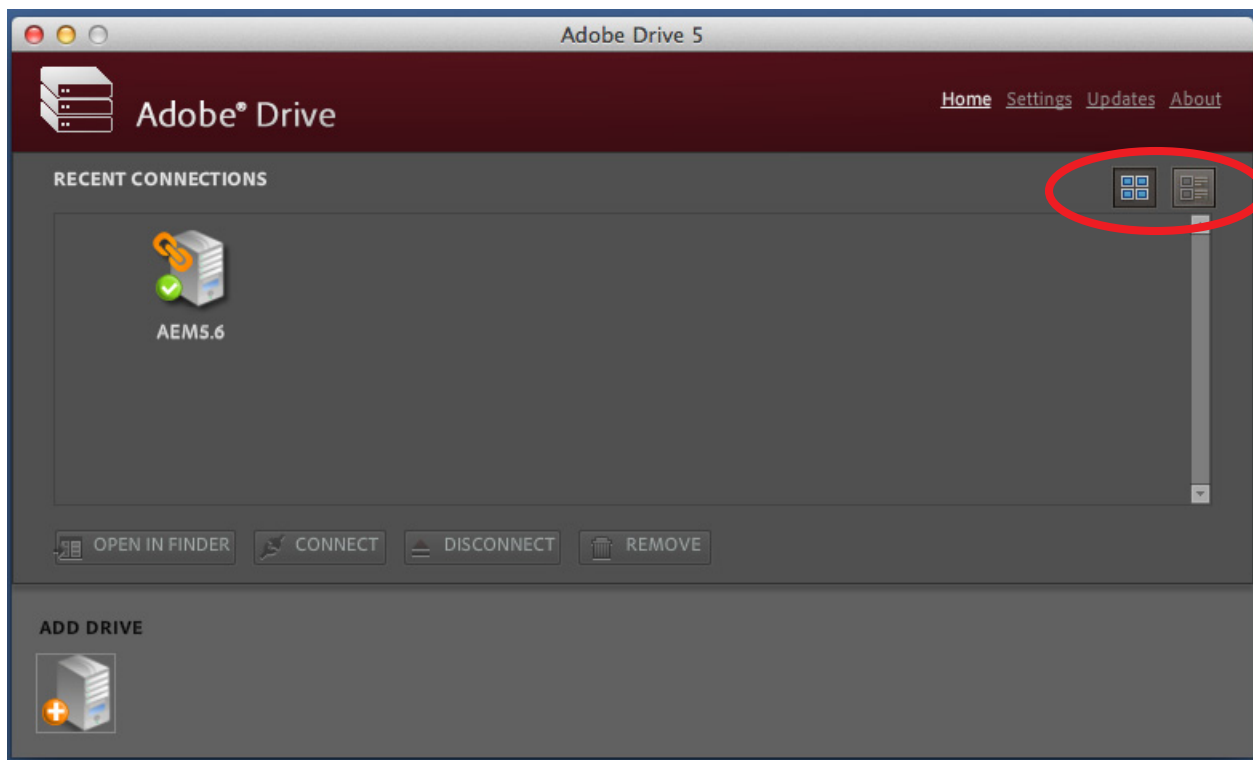 Adobe Drive 5
Adobe® Drive
Home Settings Updates About
RECENT CONNECTIONS
AEM5.6
OPEN IN FINDER CONNECT DISCONNECT REMOVE
ADD DRIVE